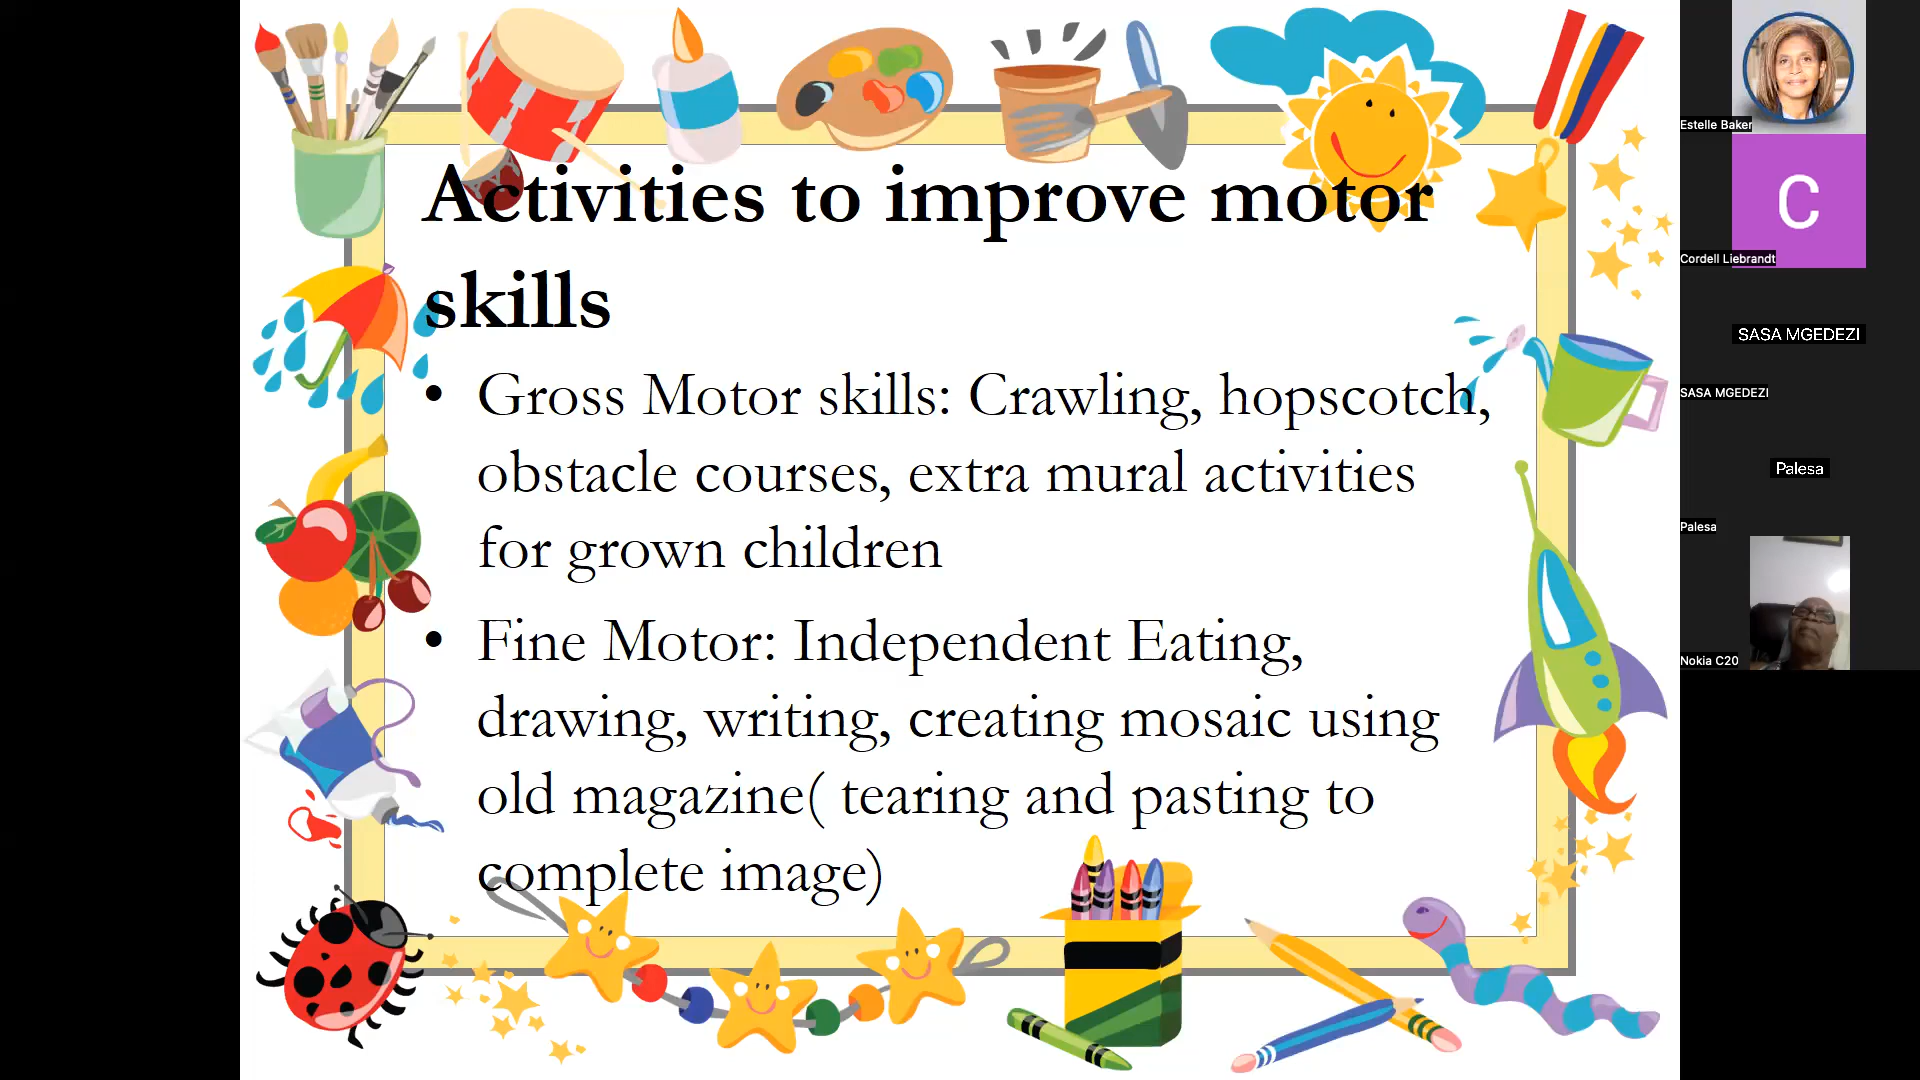 Activities to improve motor
skills
• Gross Motor skills: Crawling, hopscotch,
obstacle courses, extra mural activities
for grown children
• Fine Motor: Independent Eating,
drawing, writing, creating mosaic using
old magazine( tearing and pasting to
complete image)
Estelle Baker
C
Cordell Liebrandt
SASA MGEDEZI
SASA MGEDEZI
Palesa
Palesa
Nokia C20